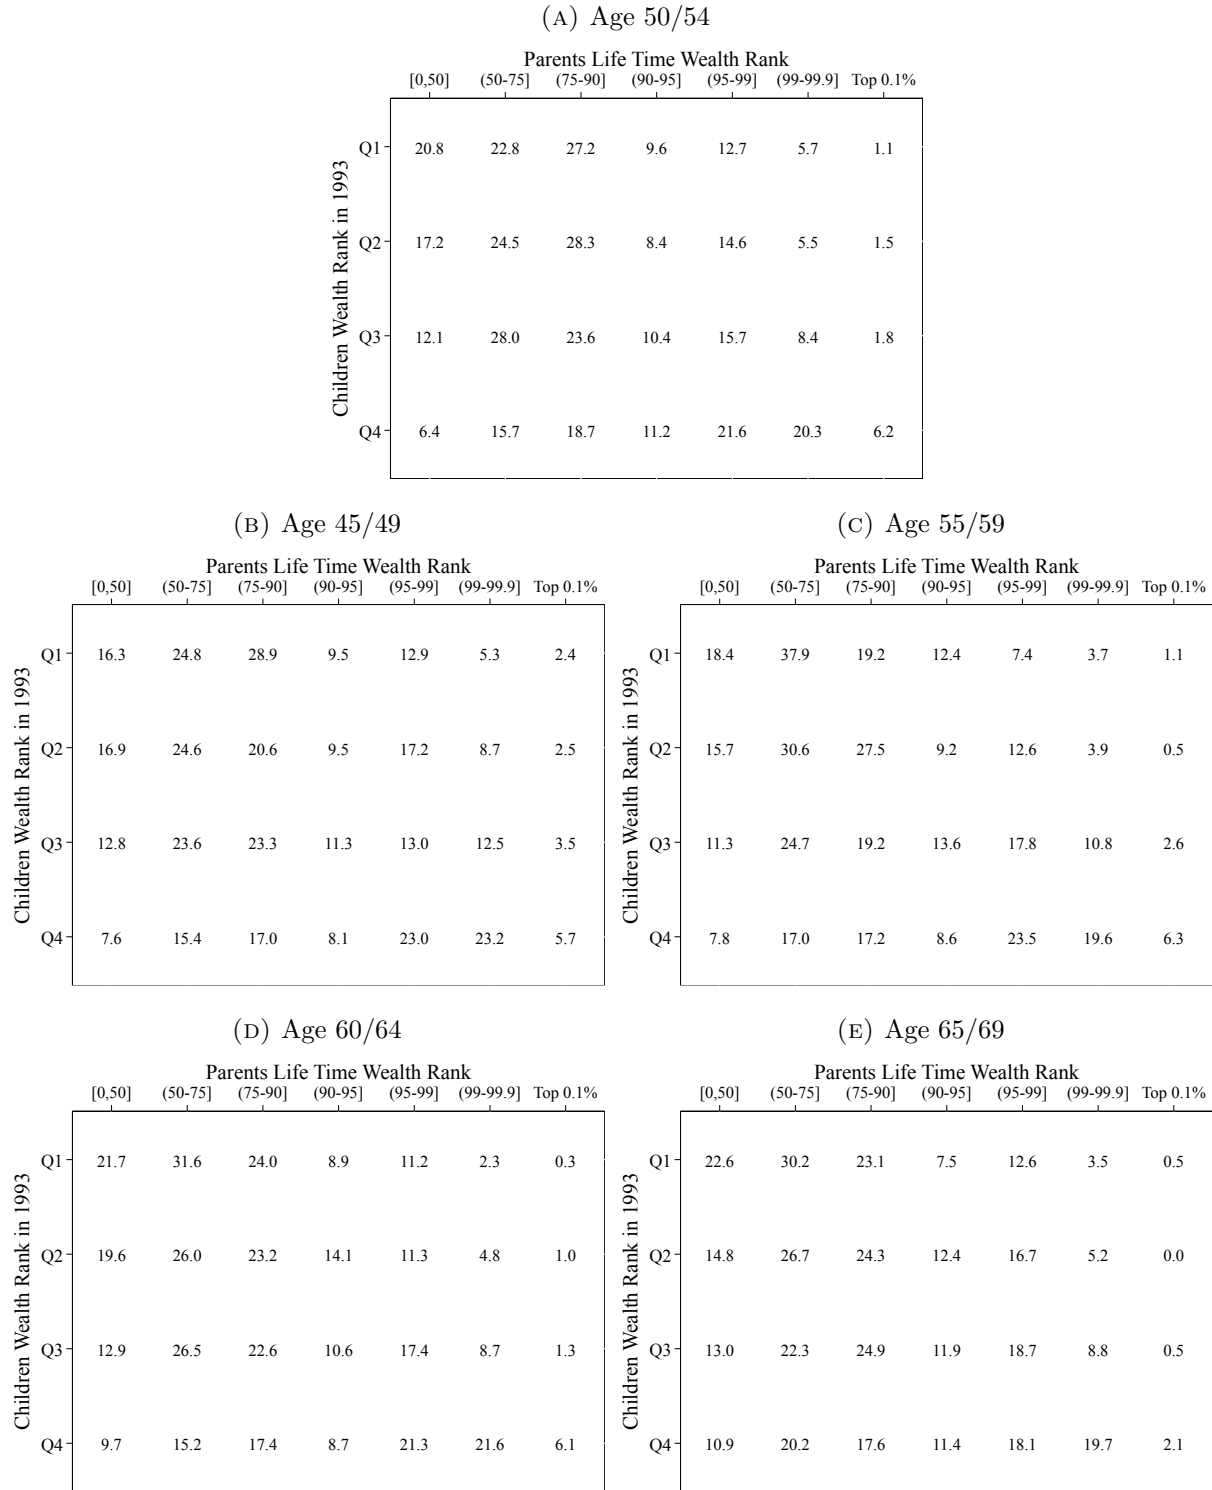 (A) Age 50/54
Parents Life Time Wealth Rank
[0,50] (50-75] (75-90] (90-95] (95-99] (99-99.9] Top 0.1%
Children Wealth Rank in 1993
Q1 20.8 22.8 27.2 9.6 12.7 5.7 1.1
Q2 17.2 24.5 28.3 8.4 14.6 5.5 1.5
Q3 12.1 28.0 23.6 10.4 15.7 8.4 1.8
Q4 6.4 15.7 18.7 11.2 21.6 20.3 6.2
(B) Age 45/49
Parents Life Time Wealth Rank
[0,50] (50-75] (75-90] (90-95] (95-99] (99-99.9] Top 0.1%
Children Wealth Rank in 1993
Q1 16.3 24.8 28.9 9.5 12.9 5.3 2.4
Q2 16.9 24.6 20.6 9.5 17.2 8.7 2.5
Q3 12.8 23.6 23.3 11.3 13.0 12.5 3.5
Q4 7.6 15.4 17.0 8.1 23.0 23.2 5.7
(C) Age 55/59
Parents Life Time Wealth Rank
[0,50] (50-75] (75-90] (90-95] (95-99] (99-99.9] Top 0.1%
Children Wealth Rank in 1993
Q1 18.4 37.9 19.2 12.4 7.4 3.7 1.1
Q2 15.7 30.6 27.5 9.2 12.6 3.9 0.5
Q3 11.3 24.7 19.2 13.6 17.8 10.8 2.6
Q4 7.8 17.0 17.2 8.6 23.5 19.6 6.3
(D) Age 60/64
Parents Life Time Wealth Rank
[0,50] (50-75] (75-90] (90-95] (95-99] (99-99.9] Top 0.1%
Children Wealth Rank in 1993
Q1 21.7 31.6 24.0 8.9 11.2 2.3 0.3
Q2 19.6 26.0 23.2 14.1 11.3 4.8 1.0
Q3 12.9 26.5 22.6 10.6 17.4 8.7 1.3
Q4 9.7 15.2 17.4 8.7 21.3 21.6 6.1
(E) Age 65/69
Parents Life Time Wealth Rank
[0,50] (50-75] (75-90] (90-95] (95-99] (99-99.9] Top 0.1%
Children Wealth Rank in 1993
Q1 22.6 30.2 23.1 7.5 12.6 3.5 0.5
Q2 14.8 26.7 24.3 12.4 16.7 5.2 0.0
Q3 13.0 22.3 24.9 11.9 18.7 8.8 0.5
Q4 10.9 20.2 17.6 11.4 18.1 19.7 2.1